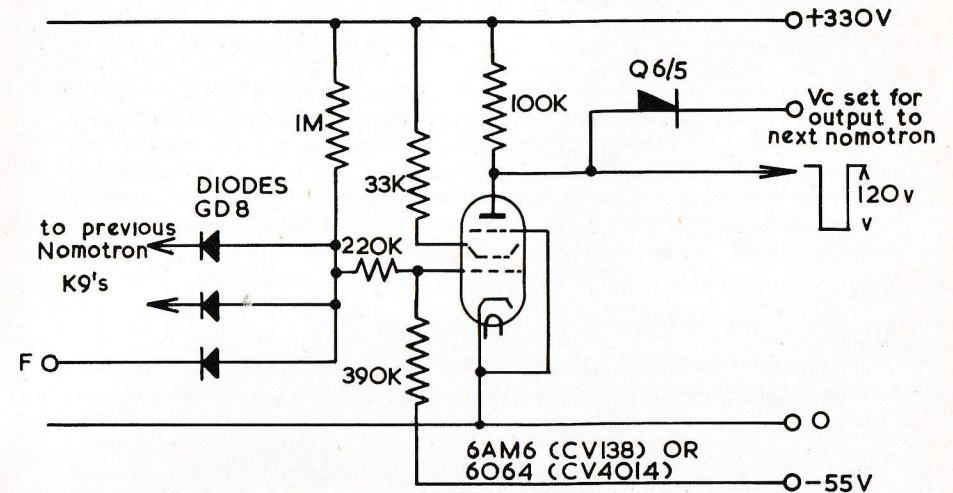 +330V
Q6/5
Vc set for
output to
next nomotron
1M
100K
33K
120v
DIODES
GD8
to previous
Nomotron
K9's
220K
F
390K
O
6AM6 (CV138) OR
6064 (CV4014)
-55V